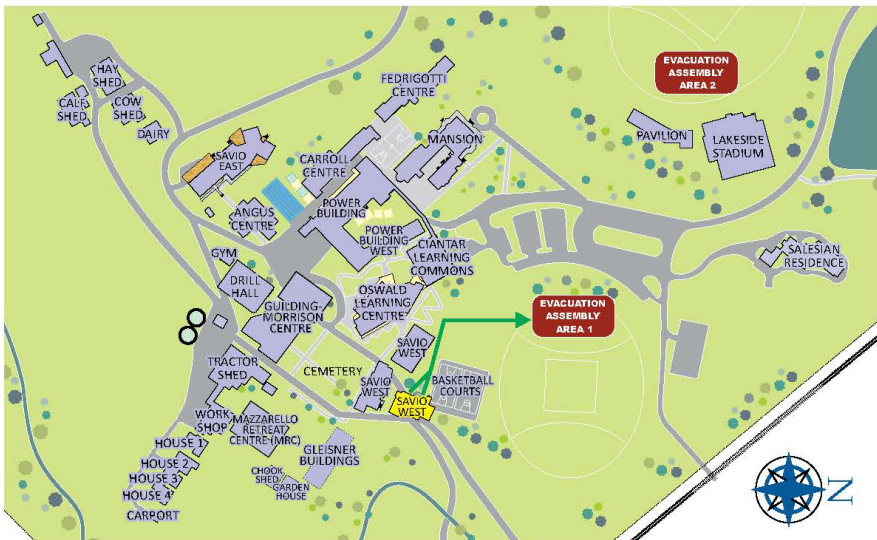 EVACUATION
ASSEMBLY
AREA 2
FEDRIGOTTI
CENTRE
HAY
SHED
CALF
SHED
COW
SHED
DAIRY
SAVIO
EAST
CARROLL
CENTRE
MANSION
PAVILION
LAKESIDE
STADIUM
ANGUS
CENTRE
POWER
BUILDING
POWER
BUILDING
WEST
CIANTAR
LEARNING
COMMONS
SALESIAN
RESIDENCE
GYM
DRILL
HALL
GUILDING-
MORRISON
CENTRE
OSWALD
LEARNING
CENTRE
EVACUATION
ASSEMBLY
AREA 1
SAVIO
WEST
TRACTOR
SHED
CEMETERY
SAVIO
WEST
BASKETBALL
COURTS
SAVIO
WEST
WORK
SHOP
MAZZARELLO
RETREAT
CENTRE (MRC)
HOUSE 1
HOUSE 2
HOUSE 3
HOUSE 4
CARPORT
GLEISNER
BUILDINGS
CHOOK
SHED
GARDEN
HOUSE
N